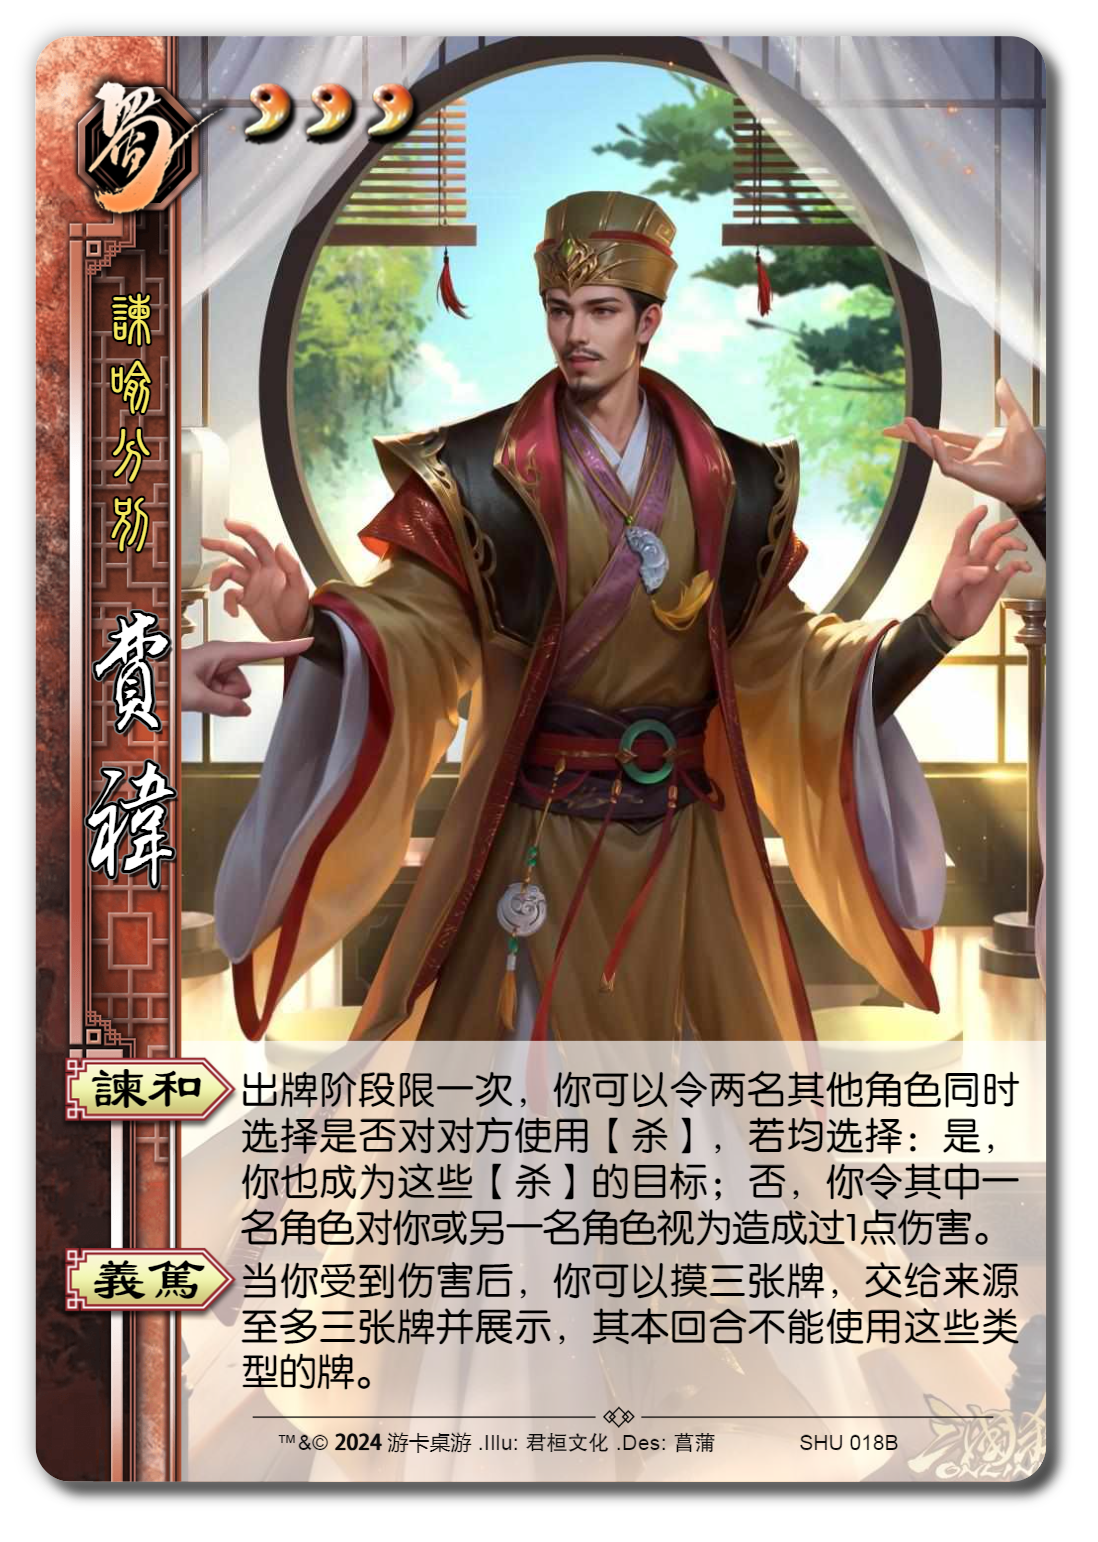 蜀
諫喻分別
費禕
諫和
出牌阶段限一次，你可以令两名其他角色同时
选择是否对对方使用【杀】，若均选择：是，
你也成为这些【杀】的目标；否，你令其中一
名角色对你或另一名角色视为造成过1点伤害。
義篤
当你受到伤害后，你可以摸三张牌，交给来源
至多三张牌并展示，其本回合不能使用这些类
型的牌。
™&© 2024 游卡桌游 .Illu: 君桓文化 .Des: 菖蒲
SHU 018B
三國殺
ONLINE